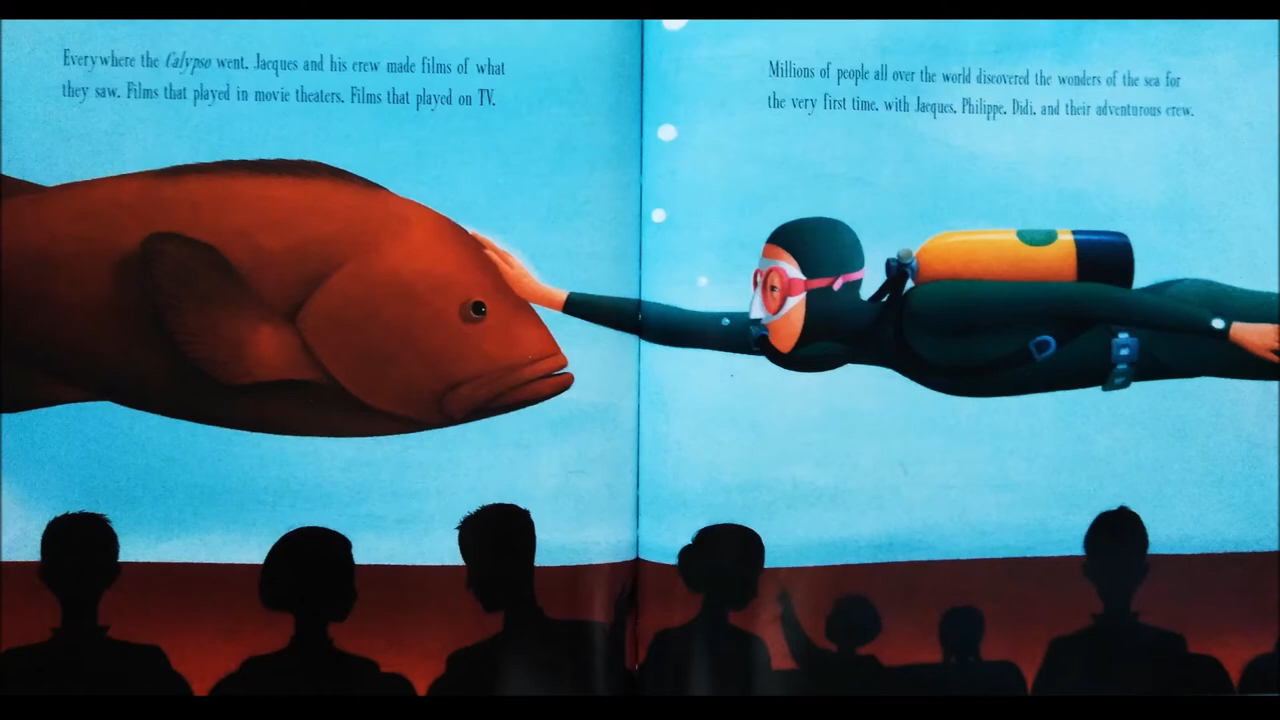 Everywhere the Calypso went, Jacques and his crew made films of what
they saw. Films that played in movie theaters. Films that played on TV.
Millions of people all over the world discovered the wonders of the sea for
the very first time, with Jacques, Philippe, Didi, and their adventurous crew.